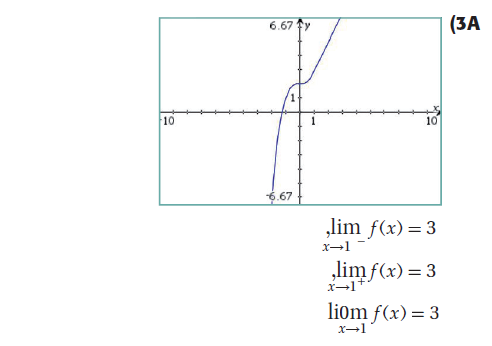 (3A
6.67 y
1
-10 1 10 x
-6.67
,lim f(x) = 3
x→1 −
,lim f(x) = 3
x→1+
li0m f(x) = 3
x→1